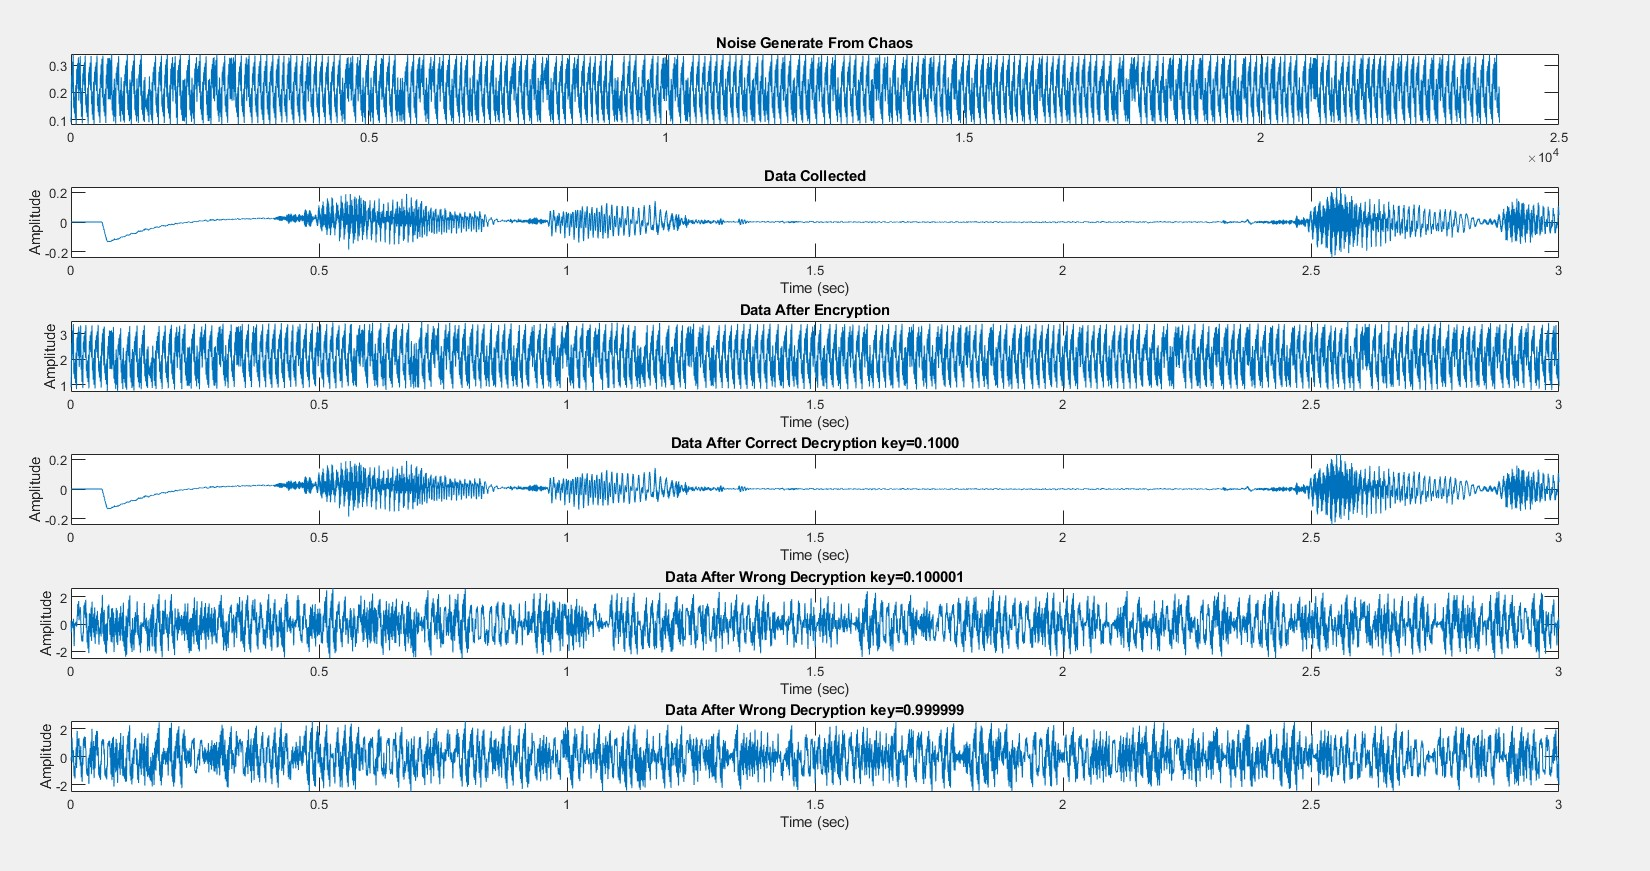 Noise Generate From Chaos
0.3
0.2
0.1
0 0.5 1 1.5 2 2.5
×10⁴
Data Collected
Amplitude
0.2
0
-0.2
0 0.5 1 1.5 2 2.5 3
Time (sec)
Data After Encryption
Amplitude
3
2
1
0 0.5 1 1.5 2 2.5 3
Time (sec)
Data After Correct Decryption key=0.1000
Amplitude
0.2
0
-0.2
0 0.5 1 1.5 2 2.5 3
Time (sec)
Data After Wrong Decryption key=0.100001
Amplitude
2
0
-2
0 0.5 1 1.5 2 2.5 3
Time (sec)
Data After Wrong Decryption key=0.999999
Amplitude
2
0
-2
0 0.5 1 1.5 2 2.5 3
Time (sec)